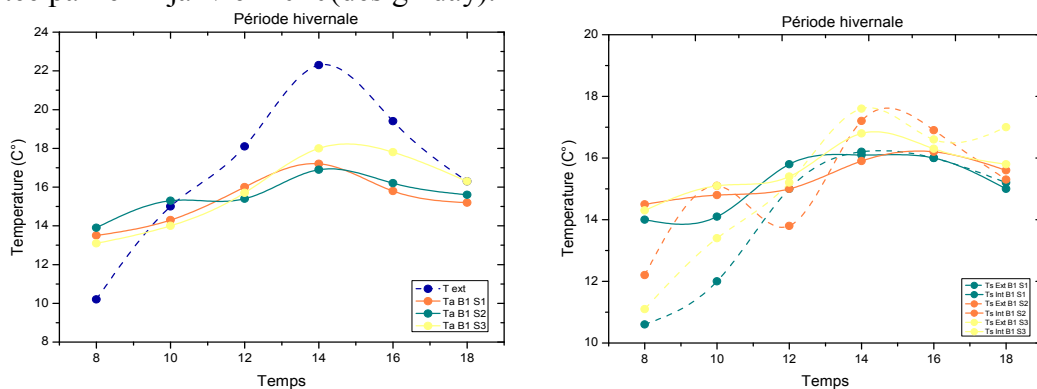 par (design day).
Période hivernale
Temperature (C°)
22
20
18
16
14
12
10
8
8 10 12 14 16 18
Temps
T ext
Ta B1 S1
Ta B1 S2
Ta B1 S3
Période hivernale
Temperature (C°)
20
18
16
14
12
10
8 10 12 14 16 18
Temps
Ts Ext B1 S1
Ts Int B1 S1
Ts Ext B1 S2
Ts Int B1 S2
Ts Ext B1 S3
Ts Int B1 S3